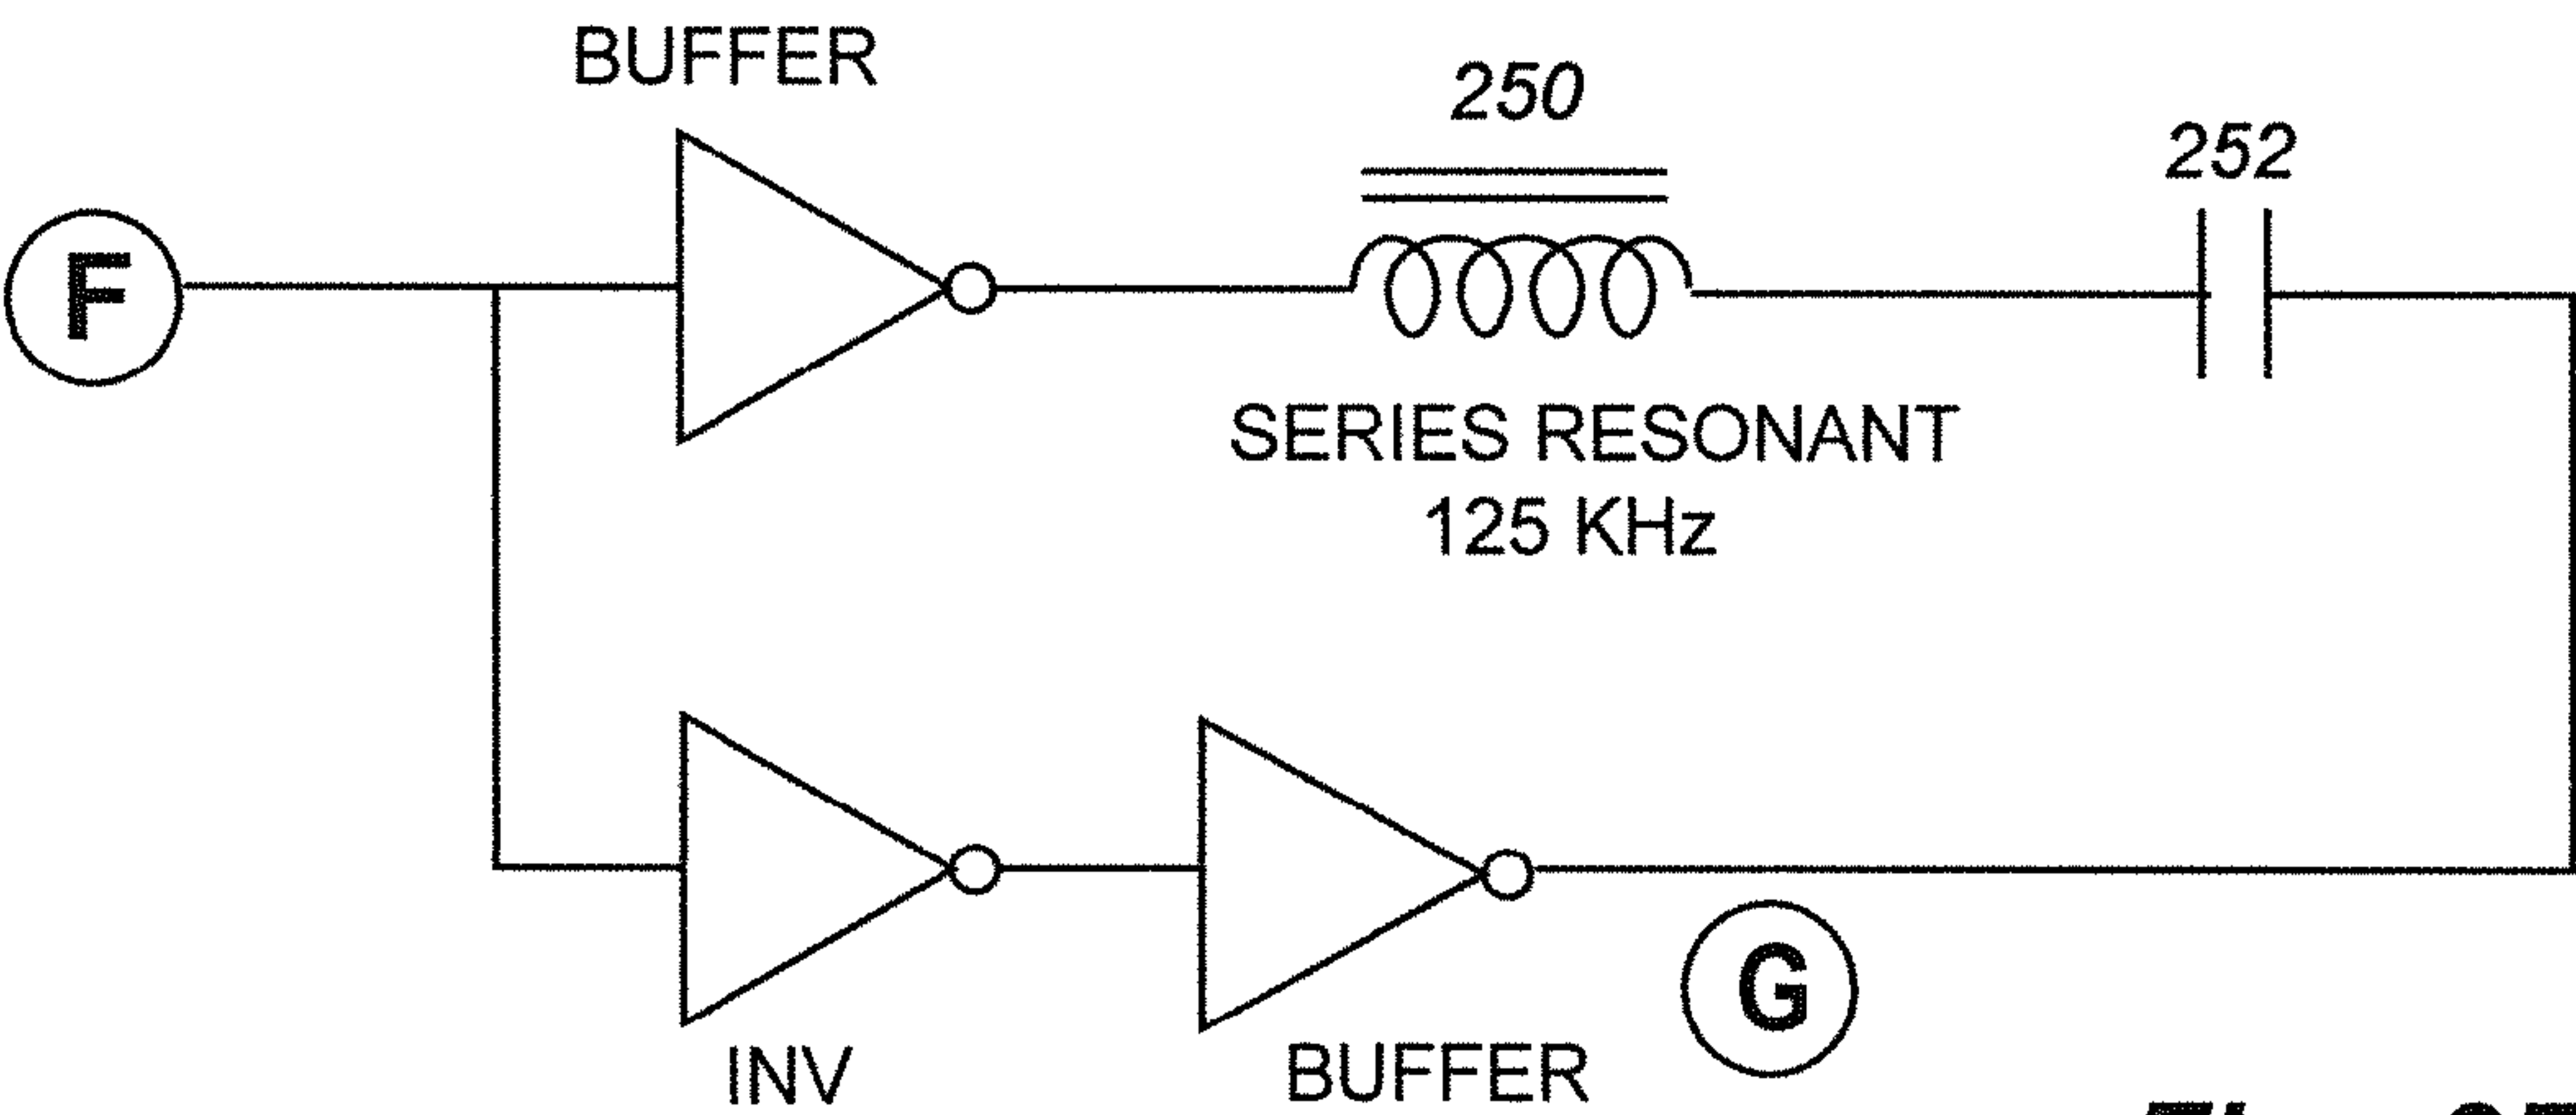 BUFFER
250
252
F
SERIES RESONANT
125 KHz
G
INV
BUFFER